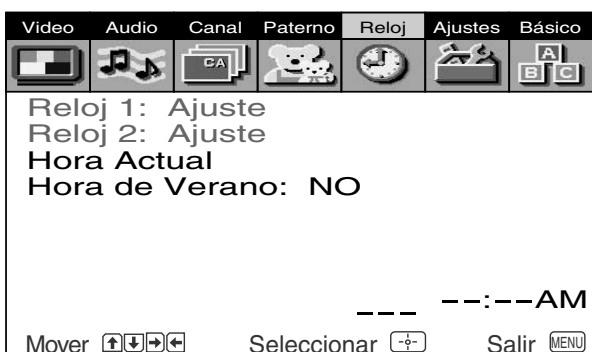 Video Audio Canal Paterno Reloj Ajustes Básico
CA
A
B C
Reloj 1: Ajuste
Reloj 2: Ajuste
Hora Actual
Hora de Verano: NO
___ --:--AM
Mover Seleccionar Salir MENU